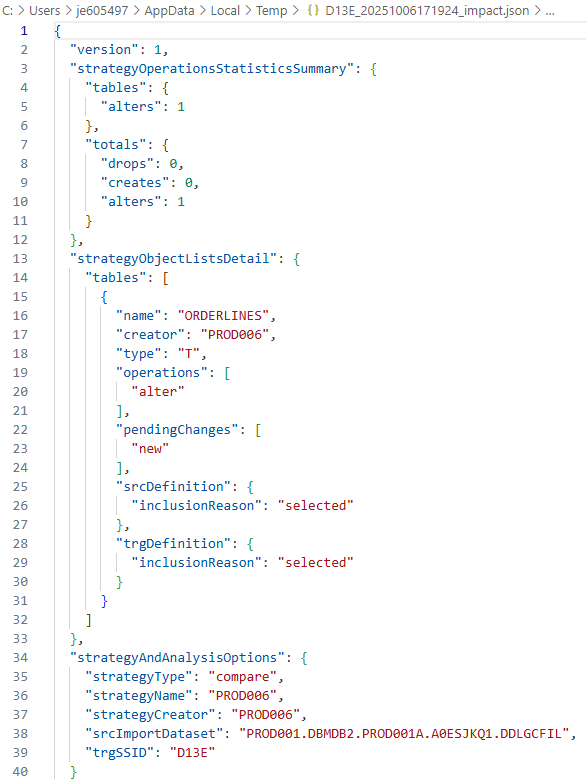 C: > Users > je605497 > AppData > Local > Temp > {} D13E_20251006171924_impact.json > ...
1 {
2 "version": 1,
3 "strategyOperationsStatisticsSummary": {
4 "tables": {
5 "alters": 1
6 },
7 "totals": {
8 "drops": 0,
9 "creates": 0,
10 "alters": 1
11 }
12 },
13 "strategyObjectListsDetail": {
14 "tables": [
15 {
16 "name": "ORDERLINES",
17 "creator": "PROD006",
18 "type": "T",
19 "operations": [
20 "alter"
21 ],
22 "pendingChanges": [
23 "new"
24 ],
25 "srcDefinition": {
26 "inclusionReason": "selected"
27 },
28 "trgDefinition": {
29 "inclusionReason": "selected"
30 }
31 }
32 ]
33 },
34 "strategyAndAnalysisOptions": {
35 "strategyType": "compare",
36 "strategyName": "PROD006",
37 "strategyCreator": "PROD006",
38 "srcImportDataset": "PROD001.DBMDB2.PROD001A.A0ESJKQ1.DDLGCFIL",
39 "trgSSID": "D13E"
40 }